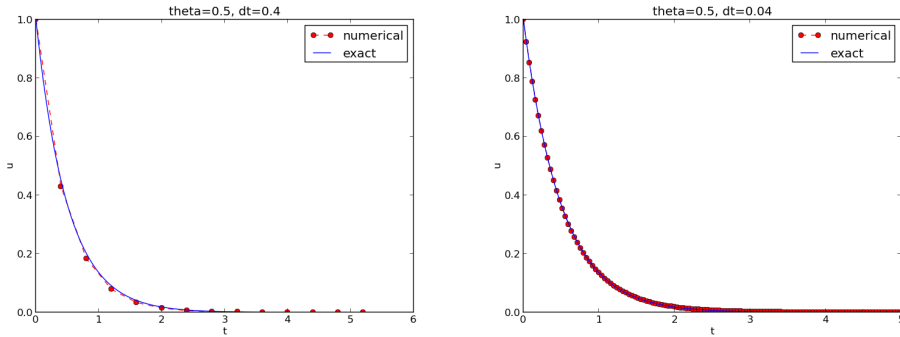 theta=0.5, dt=0.4
1.0
0.8
0.6
0.4
0.2
0.0
u
0 1 2 3 4 5 6
t
numerical
exact
theta=0.5, dt=0.04
1.0
0.8
0.6
0.4
0.2
0.0
u
0 1 2 3 4 5
t
numerical
exact